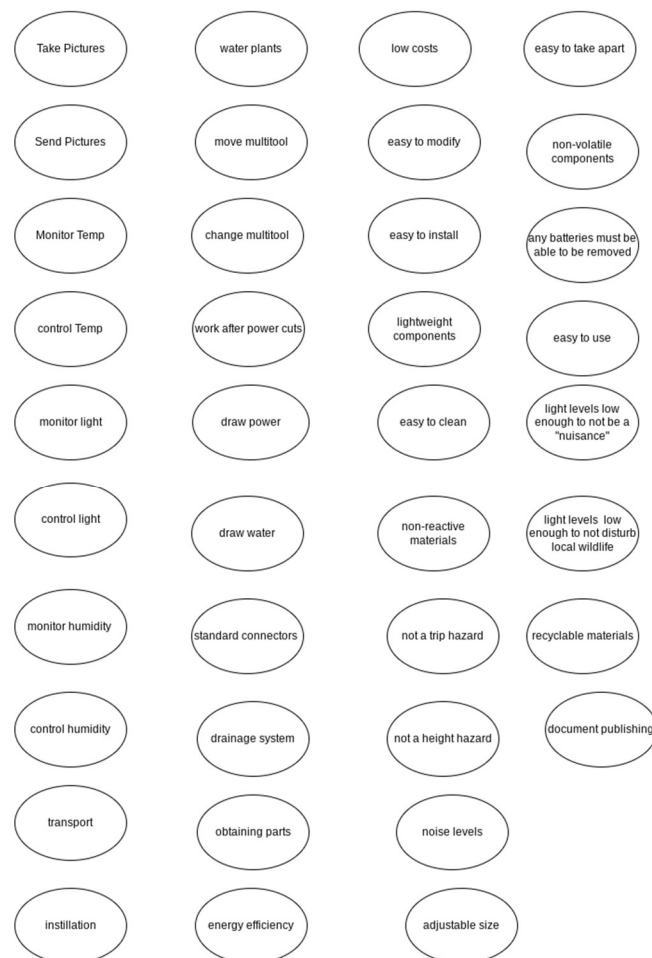 Take Pictures
water plants
low costs
easy to take apart
Send Pictures
move multitool
easy to modify
non-volatile
components
Monitor Temp
change multitool
easy to install
any batteries must be
able to be removed
control Temp
work after power cuts
lightweight
components
easy to use
monitor light
draw power
easy to clean
light levels low
enough to not be a
"nuisance"
control light
draw water
non-reactive
materials
light levels low
enough to not disturb
local wildlife
monitor humidity
standard connectors
not a trip hazard
recyclable materials
control humidity
drainage system
not a height hazard
document publishing
transport
obtaining parts
noise levels
instillation
energy efficiency
adjustable size